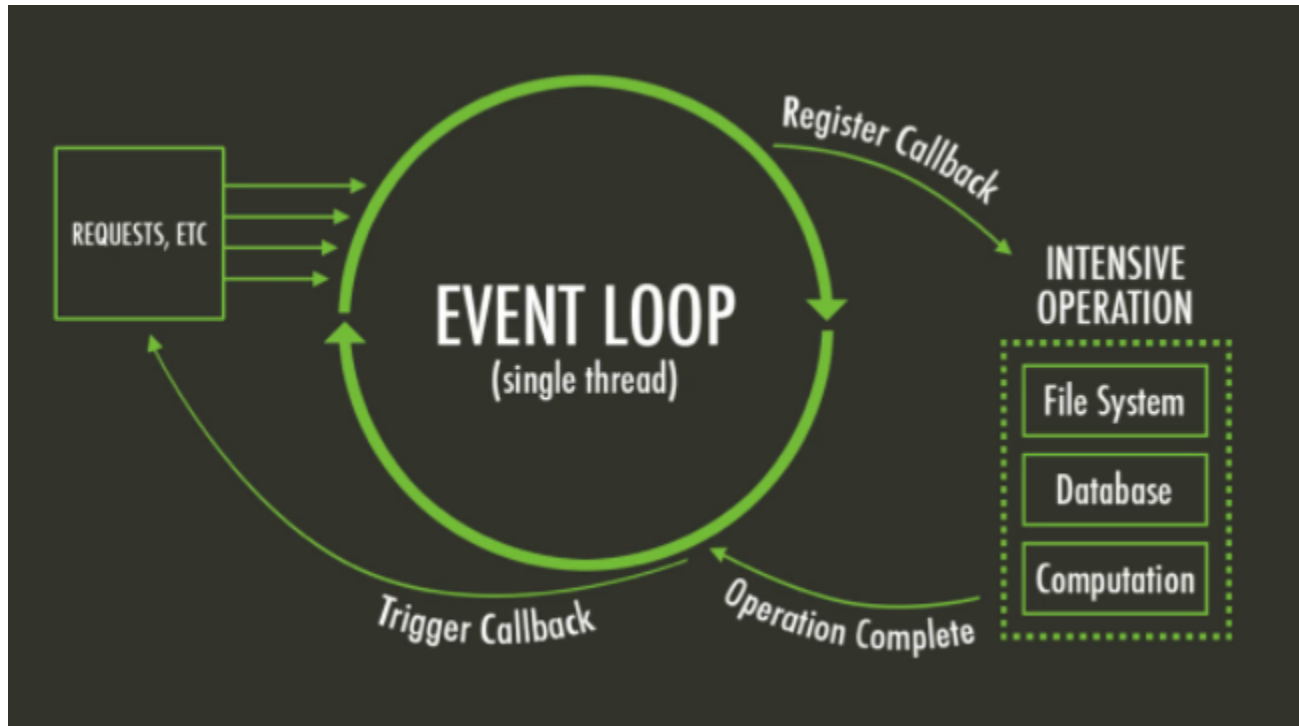 REQUESTS, ETC
EVENT LOOP
(single thread)
Register Callback
INTENSIVE
OPERATION
File System
Database
Computation
Operation Complete
Trigger Callback